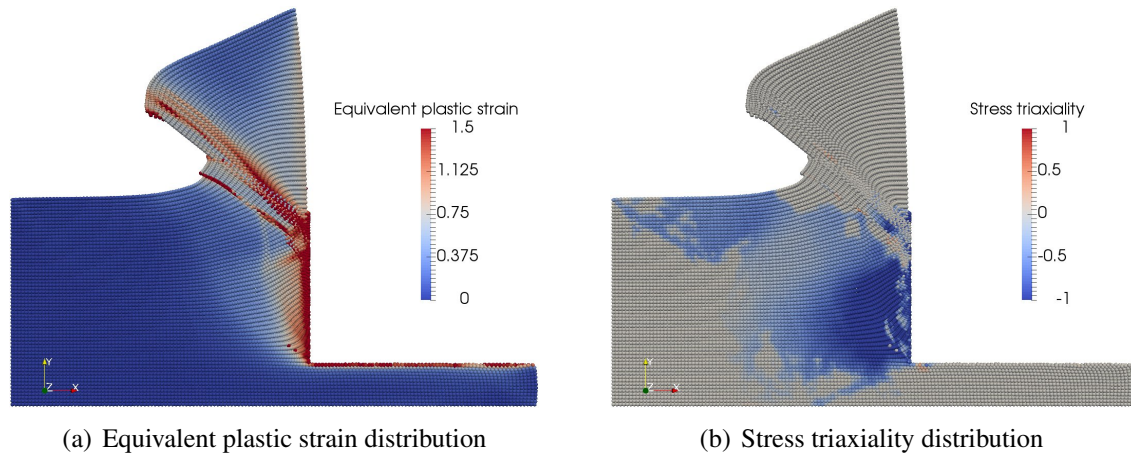 Equivalent plastic strain
1.5
1.125
0.75
0.375
0
Y
Z
X
Stress triaxiality
1
0.5
0
-0.5
-1
Y
Z
X
(a) Equivalent plastic strain distribution
(b) Stress triaxiality distribution